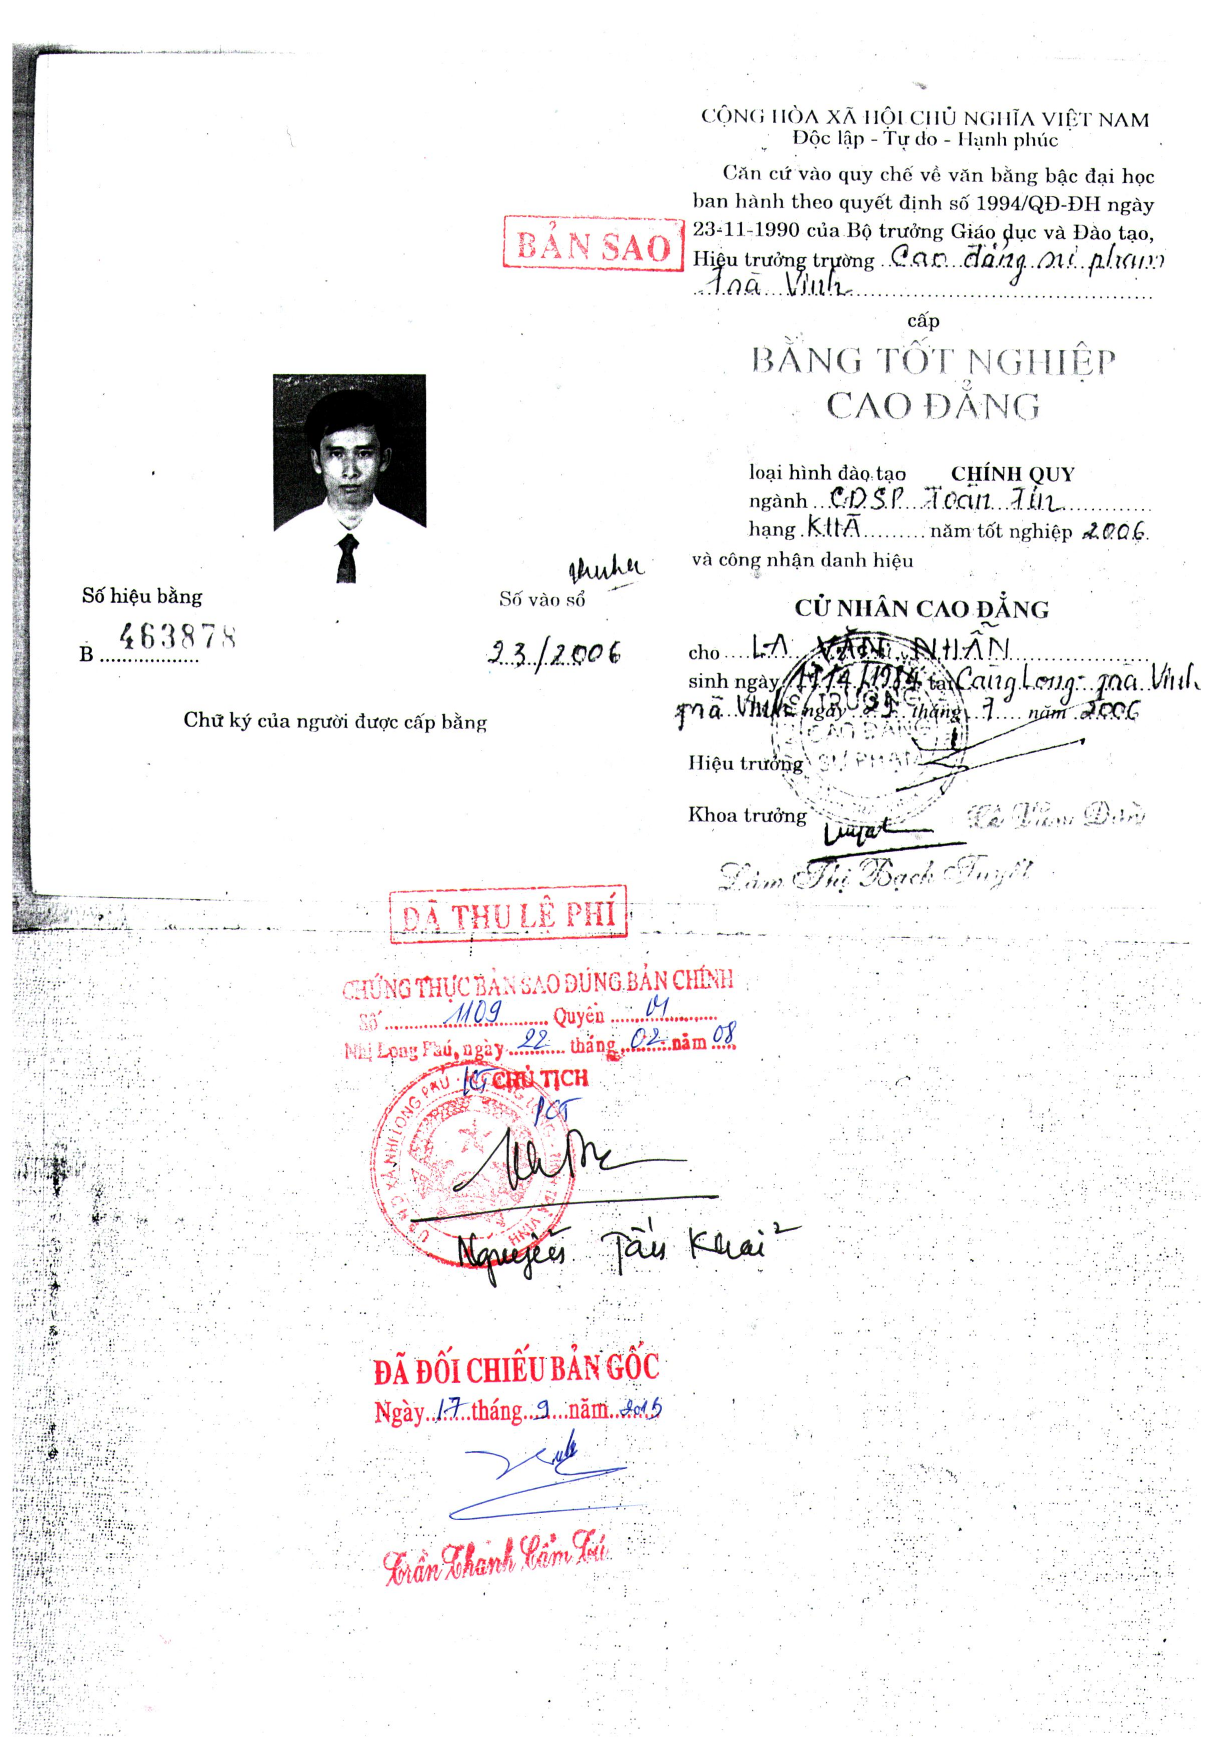 CỘNG HÒA XÃ HỘI CHỦ NGHĨA VIỆT NAM
Độc lập - Tự do - Hạnh phúc
Căn cứ vào quy chế về văn bằng bậc đại học
ban hành theo quyết định số 1994/QĐ-ĐH ngày
23-11-1990 của Bộ trưởng Giáo dục và Đào tạo,
Hiệu trưởng trường Cao đẳng sư phạm
Trà Vinh
BẢN SAO
cấp
BẰNG TỐT NGHIỆP
CAO ĐẲNG
loại hình đào tạo CHÍNH QUY
ngành CĐSP Toán Tin
hạng KHÁ năm tốt nghiệp 2006
và công nhận danh hiệu
CỬ NHÂN CAO ĐẲNG
cho LA VĂN NHẪN
sinh ngày 17/4/1984 tại Càng Long - Trà Vinh
Trà Vinh ngày 25 tháng 7 năm 2006
Hiệu trưởng
Khoa trưởng
Lâm Thị Bạch Tuyết
Số hiệu bằng
B 463878
Số vào sổ
23/2006
Chữ ký của người được cấp bằng
ĐÃ THU LỆ PHÍ
CHỨNG THỰC BẢN SAO ĐÚNG BẢN CHÍNH
Số 1109 Quyển 01
Nhị Long Phú, ngày 22 tháng 02 năm 08
KT CHỦ TỊCH
PCT
Nguyễn Tấn Khai
ĐÃ ĐỐI CHIẾU BẢN GỐC
Ngày 17 tháng 9 năm 2015
Trần Thanh Cẩm Tú